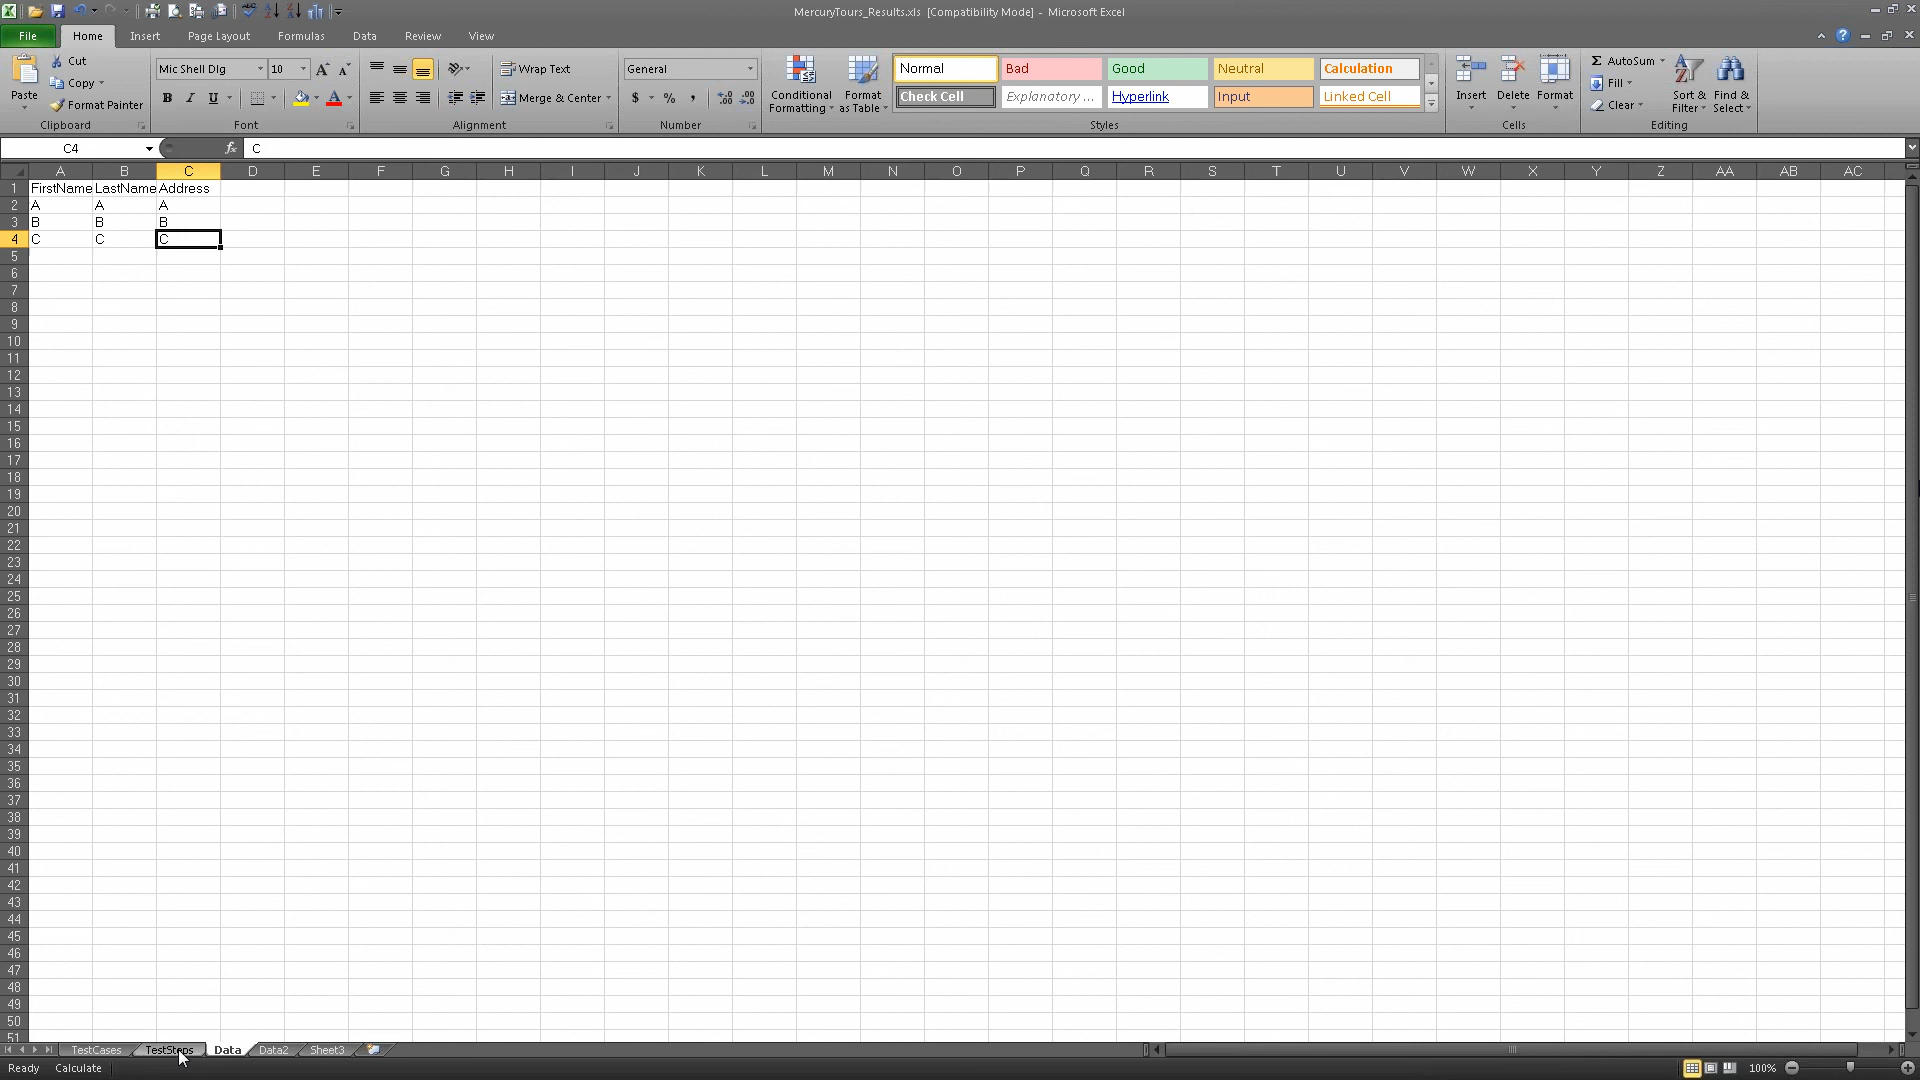 MercuryTours_Results.xls [Compatibility Mode] - Microsoft Excel
File Home Insert Page Layout Formulas Data Review View
Paste
Cut
Copy
Format Painter
Clipboard
Mic Shell Dlg 10
B I U
Font
Wrap Text
Merge & Center
Alignment
General
$ % ,
Number
Conditional Formatting
Format as Table
Normal Bad Good Neutral Calculation
Check Cell Explanatory ... Hyperlink Input Linked Cell
Styles
Insert Delete Format
Cells
Σ AutoSum
Fill
Clear
Sort & Filter
Find & Select
Editing
C4 fx C
A B C D E F G H I J K L M N O P Q R S T U V W X Y Z AA AB AC
1 FirstName LastName Address
2 A A A
3 B B B
4 C C C
5
6
7
8
9
10
11
12
13
14
15
16
17
18
19
20
21
22
23
24
25
26
27
28
29
30
31
32
33
34
35
36
37
38
39
40
41
42
43
44
45
46
47
48
49
50
51
TestCases TestSteps Data Data2 Sheet3
Ready Calculate 100%